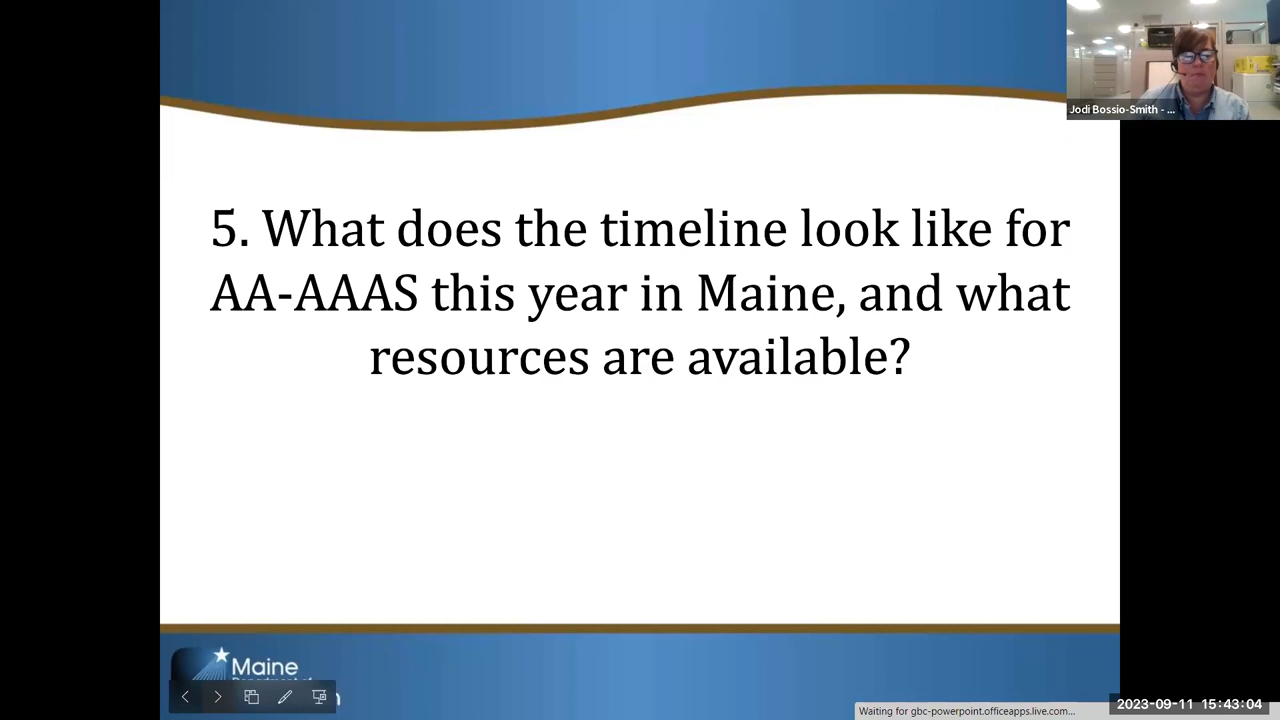 Jodi Bossio-Smith - ...
5. What does the timeline look like for
AA-AAAS this year in Maine, and what
resources are available?
Maine
Waiting for gbc-powerpoint.officeapps.live.com...
2023-09-11 15:43:04